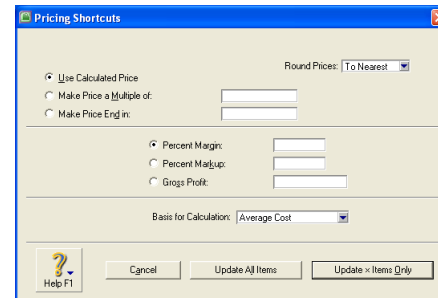 Pricing Shortcuts
Round Prices: To Nearest
Use Calculated Price
Make Price a Multiple of:
Make Price End in:
Percent Margin:
Percent Markup:
Gross Profit:
Basis for Calculation: Average Cost
Help F1
Cancel
Update All Items
Update × Items Only